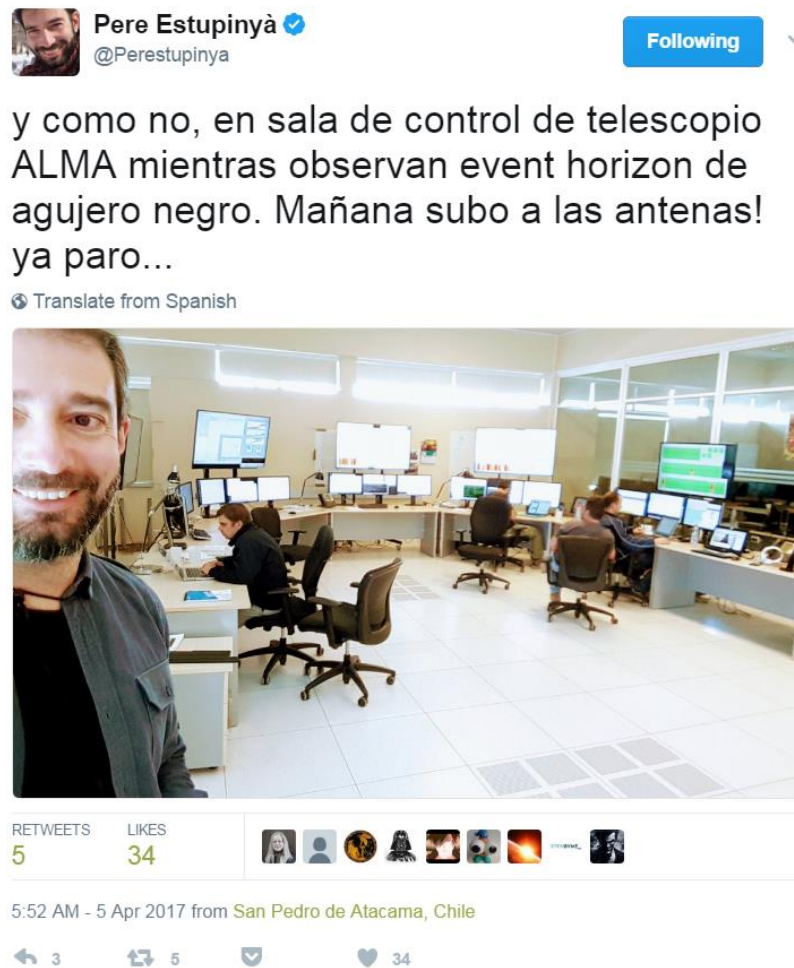 Pere Estupinyà
@Perestupinya
Following
y como no, en sala de control de telescopio
ALMA mientras observan event horizon de
agujero negro. Mañana subo a las antenas!
ya paro...
Translate from Spanish
RETWEETS LIKES
5 34
5:52 AM - 5 Apr 2017 from San Pedro de Atacama, Chile
3 5 34